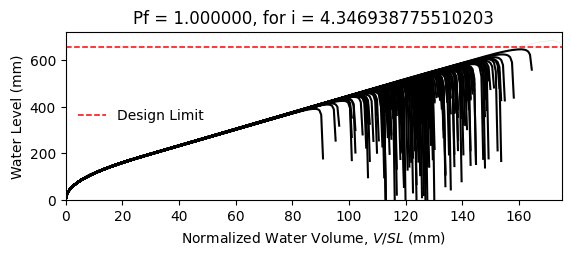 Pf = 1.000000, for i = 4.346938775510203
Water Level (mm)
600
400
200
0
Design Limit
0 20 40 60 80 100 120 140 160
Normalized Water Volume, V/SL (mm)